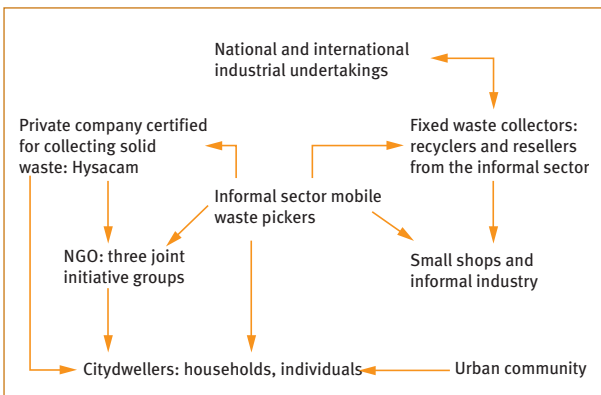 National and international
industrial undertakings
Private company certified
for collecting solid
waste: Hysacam
Fixed waste collectors:
recyclers and resellers
from the informal sector
Informal sector mobile
waste pickers
NGO: three joint
initiative groups
Small shops and
informal industry
Citydwellers: households, individuals
Urban community